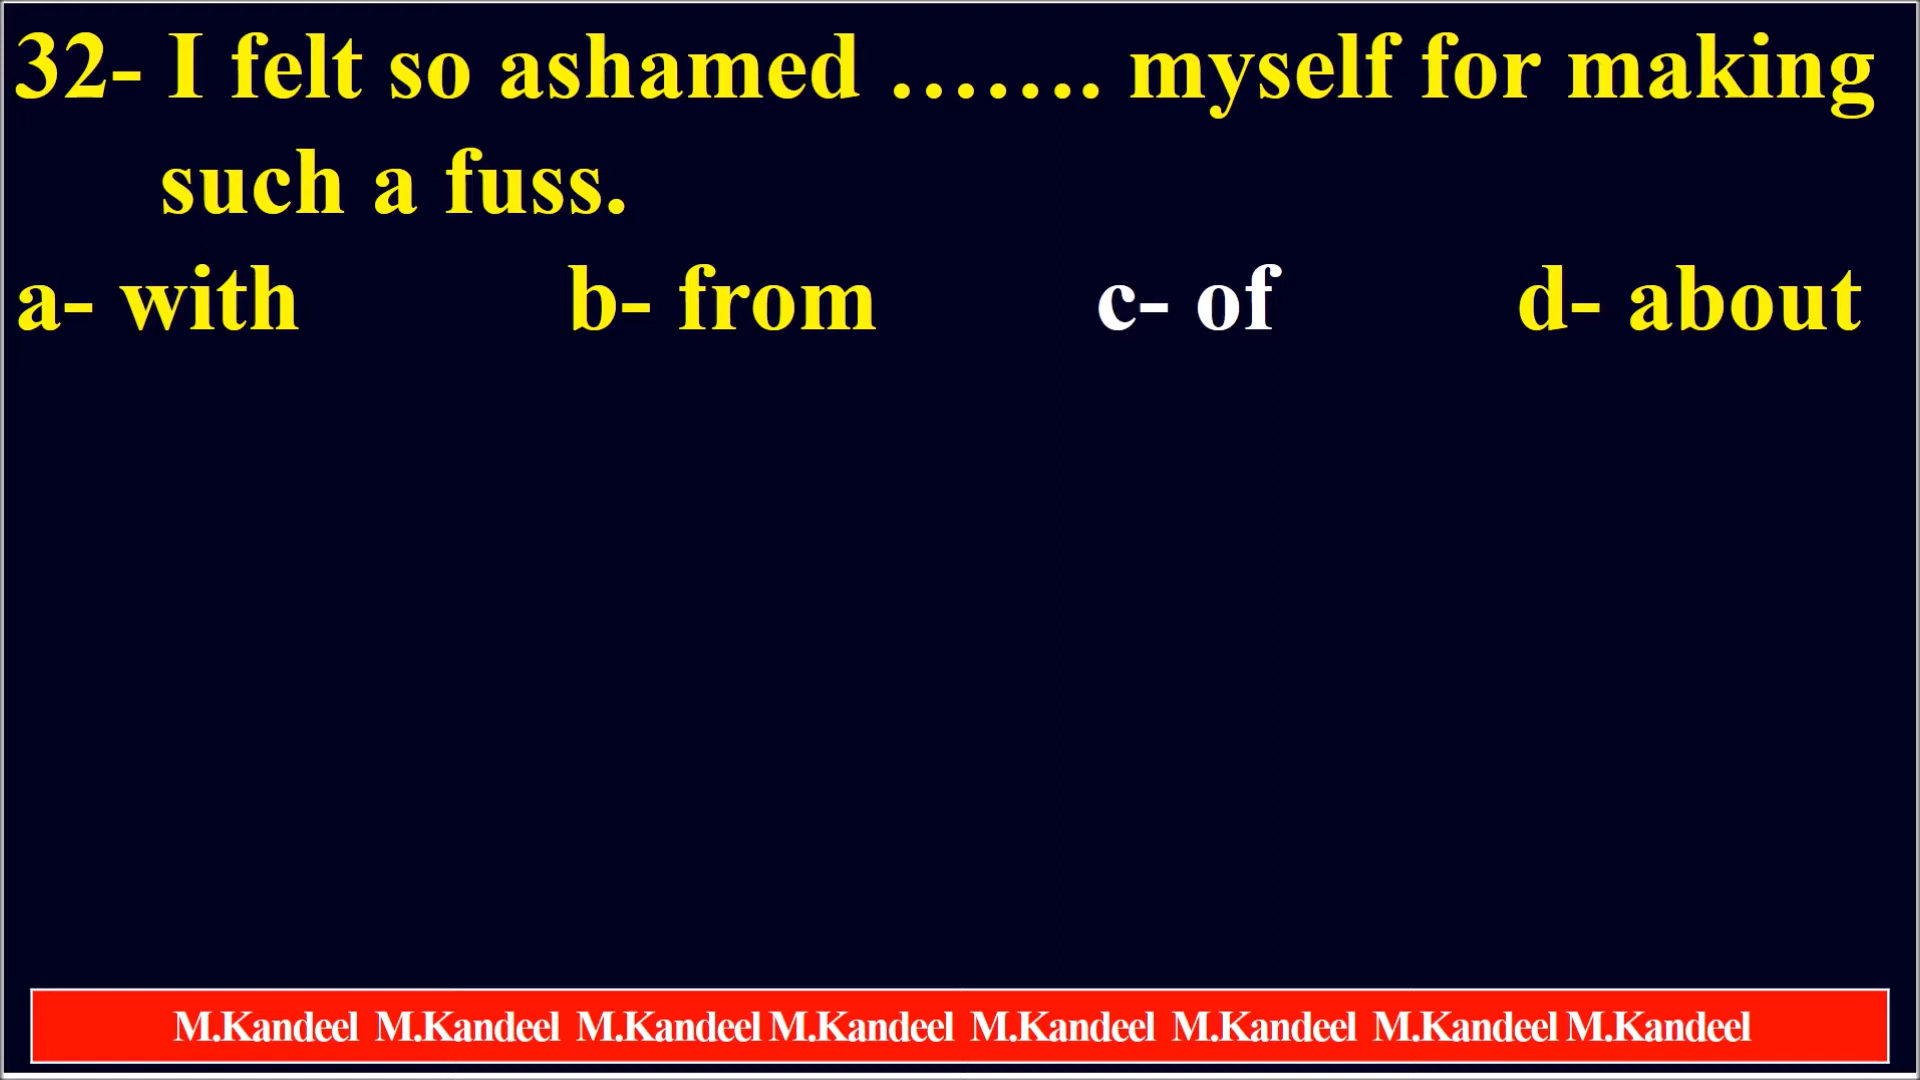 32- I felt so ashamed ……. myself for making
such a fuss.
a- with b- from c- of d- about
M.Kandeel M.Kandeel M.Kandeel M.Kandeel M.Kandeel M.Kandeel M.Kandeel M.Kandeel